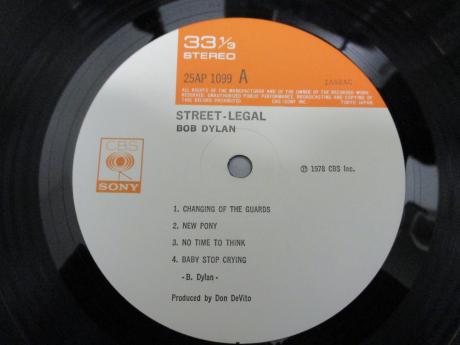 33 1/3
STEREO
25AP 1099 A
ALL RIGHTS OF THE MANUFACTURER AND OF THE OWNER OF THE RECORDED WORK
RESERVED. UNAUTHORIZED PUBLIC PERFORMANCE, BROADCASTING AND COPYING OF
THIS RECORD PROHIBITED CBS/SONY INC. TOKYO JAPAN
STREET-LEGAL
BOB DYLAN
CBS
SONY
℗ 1978 CBS Inc.
1. CHANGING OF THE GUARDS
2. NEW PONY
3. NO TIME TO THINK
4. BABY STOP CRYING
-B. Dylan-
Produced by Don DeVito